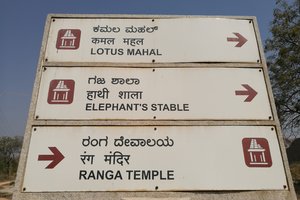 ಕಮಲ ಮಹಲ್
कमल महल
LOTUS MAHAL
ಗಜ ಶಾಲಾ
हाथी शाला
ELEPHANT'S STABLE
ರಂಗ ದೇವಾಲಯ
रंग मंदिर
RANGA TEMPLE